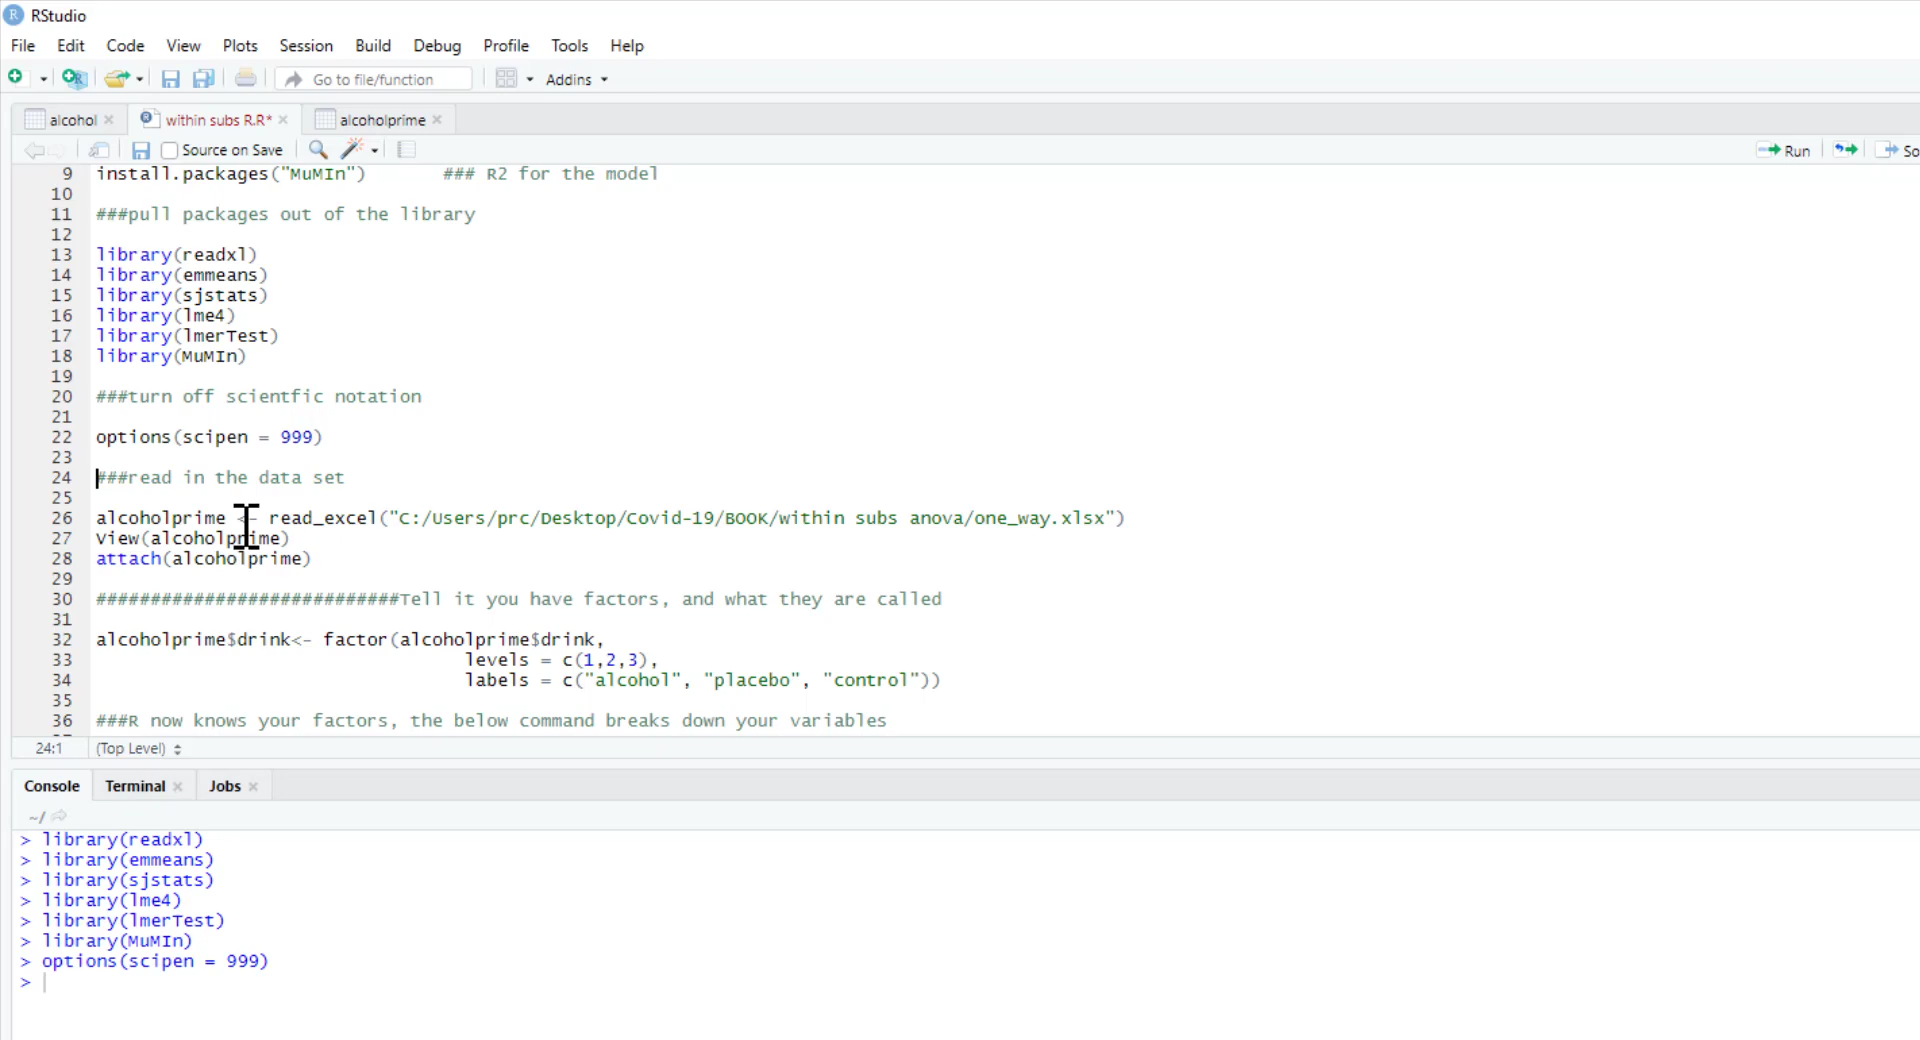 RStudio
File Edit Code View Plots Session Build Debug Profile Tools Help
Go to file/function Addins
alcohol within subs R.R* alcoholprime
Source on Save Run So
9 install.packages("MuMIn") ### R2 for the model
10
11 ###pull packages out of the library
12
13 library(readxl)
14 library(emmeans)
15 library(sjstats)
16 library(lme4)
17 library(lmerTest)
18 library(MuMIn)
19
20 ###turn off scientfic notation
21
22 options(scipen = 999)
23
24 ###read in the data set
25
26 alcoholprime <- read_excel("C:/Users/prc/Desktop/Covid-19/BOOK/within subs anova/one_way.xlsx")
27 View(alcoholprime)
28 attach(alcoholprime)
29
30 ############################Tell it you have factors, and what they are called
31
32 alcoholprime$drink<- factor(alcoholprime$drink,
33 levels = c(1,2,3),
34 labels = c("alcohol", "placebo", "control"))
35
36 ###R now knows your factors, the below command breaks down your variables
24:1 (Top Level)
Console Terminal Jobs
~/
> library(readxl)
> library(emmeans)
> library(sjstats)
> library(lme4)
> library(lmerTest)
> library(MuMIn)
> options(scipen = 999)
>